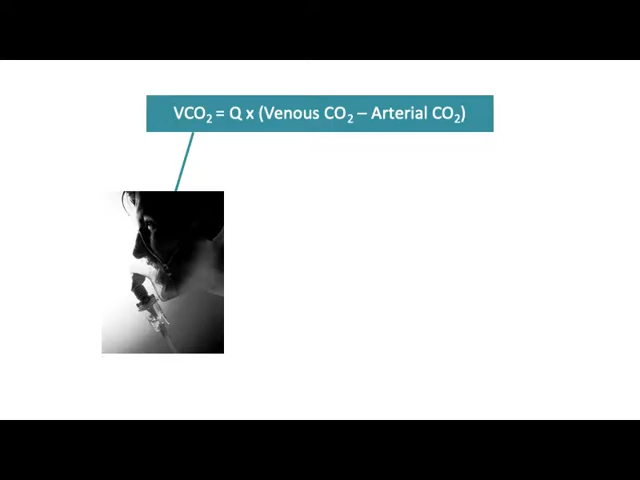 VCO₂ = Q x (Venous CO₂ – Arterial CO₂)